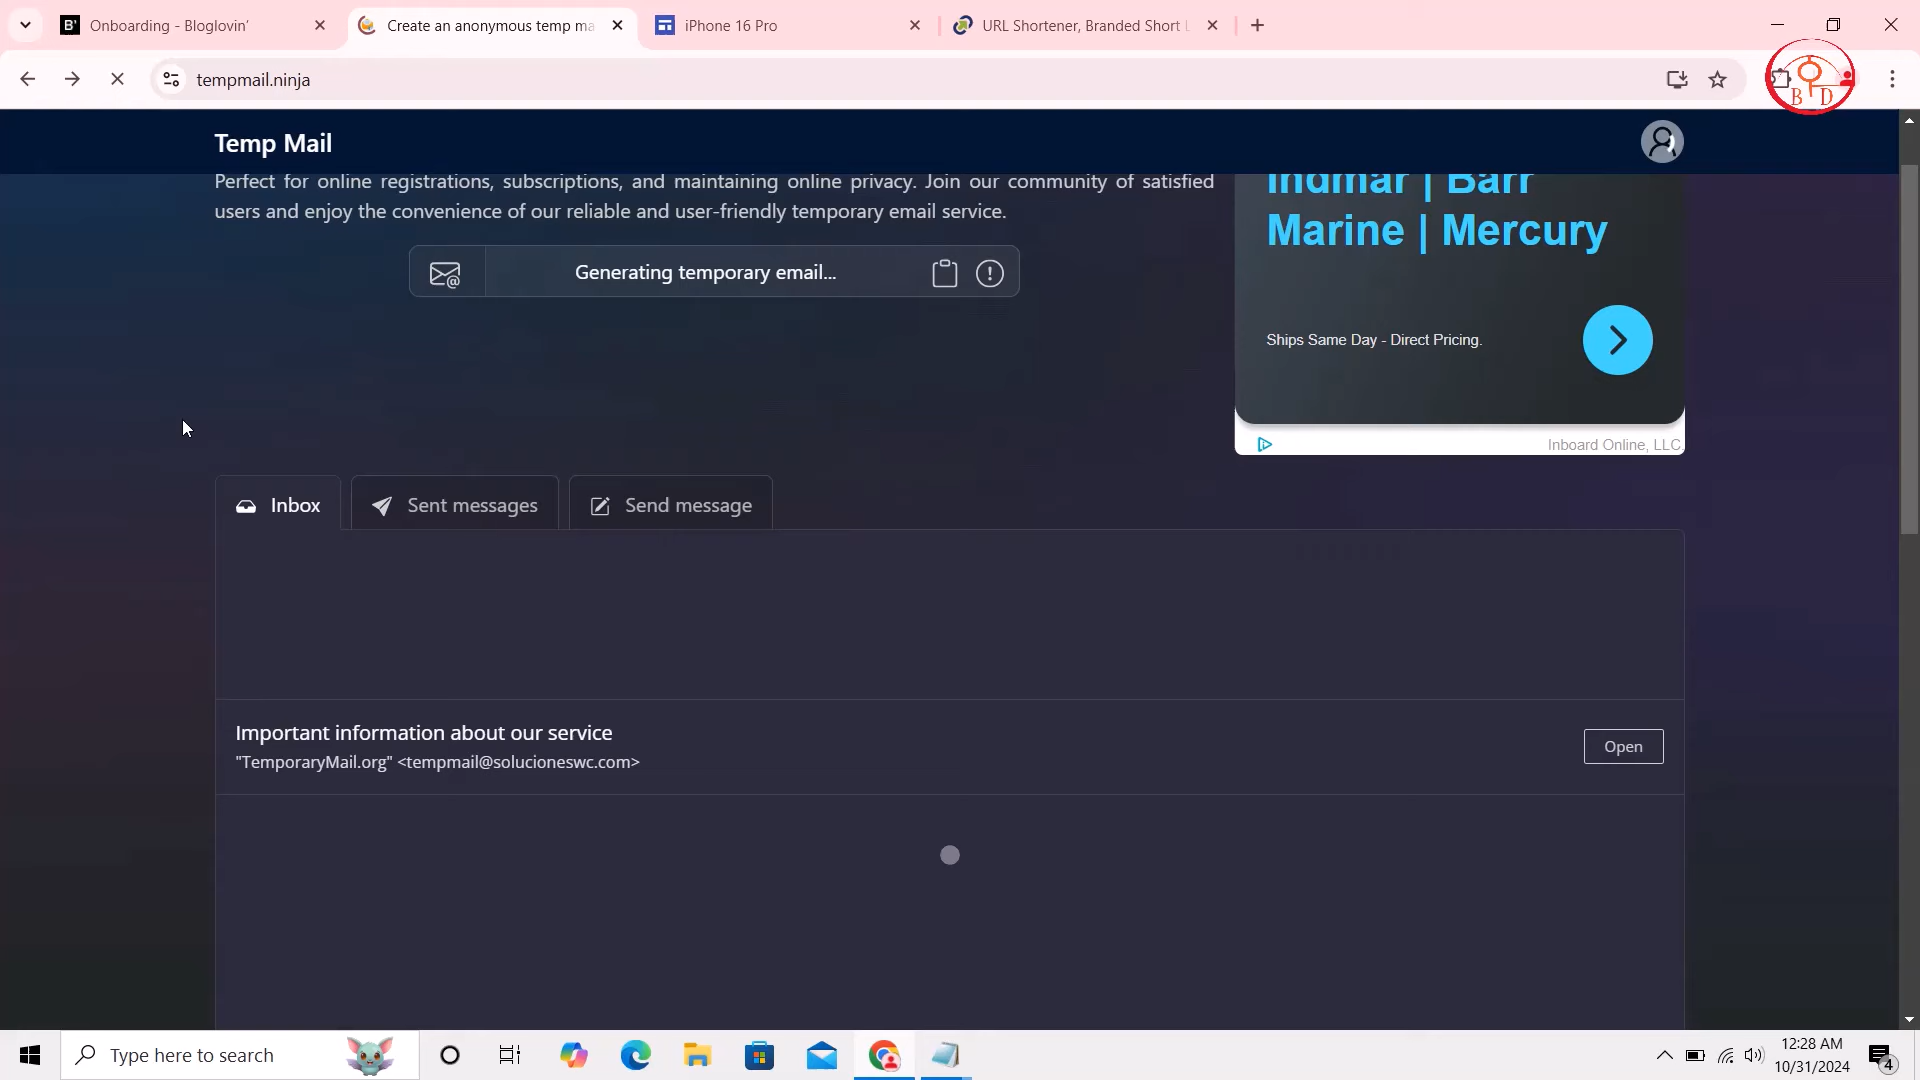 Onboarding - Bloglovin'
Create an anonymous temp ma
iPhone 16 Pro
URL Shortener, Branded Short L
tempmail.ninja
B D
Temp Mail
Perfect for online registrations, subscriptions, and maintaining online privacy. Join our community of satisfied
users and enjoy the convenience of our reliable and user-friendly temporary email service.
Generating temporary email...
Indmar | Barr
Marine | Mercury
Ships Same Day - Direct Pricing.
Inboard Online, LLC
Inbox
Sent messages
Send message
Important information about our service
"TemporaryMail.org" <tempmail@solucioneswc.com>
Open
Type here to search
12:28 AM
10/31/2024
4